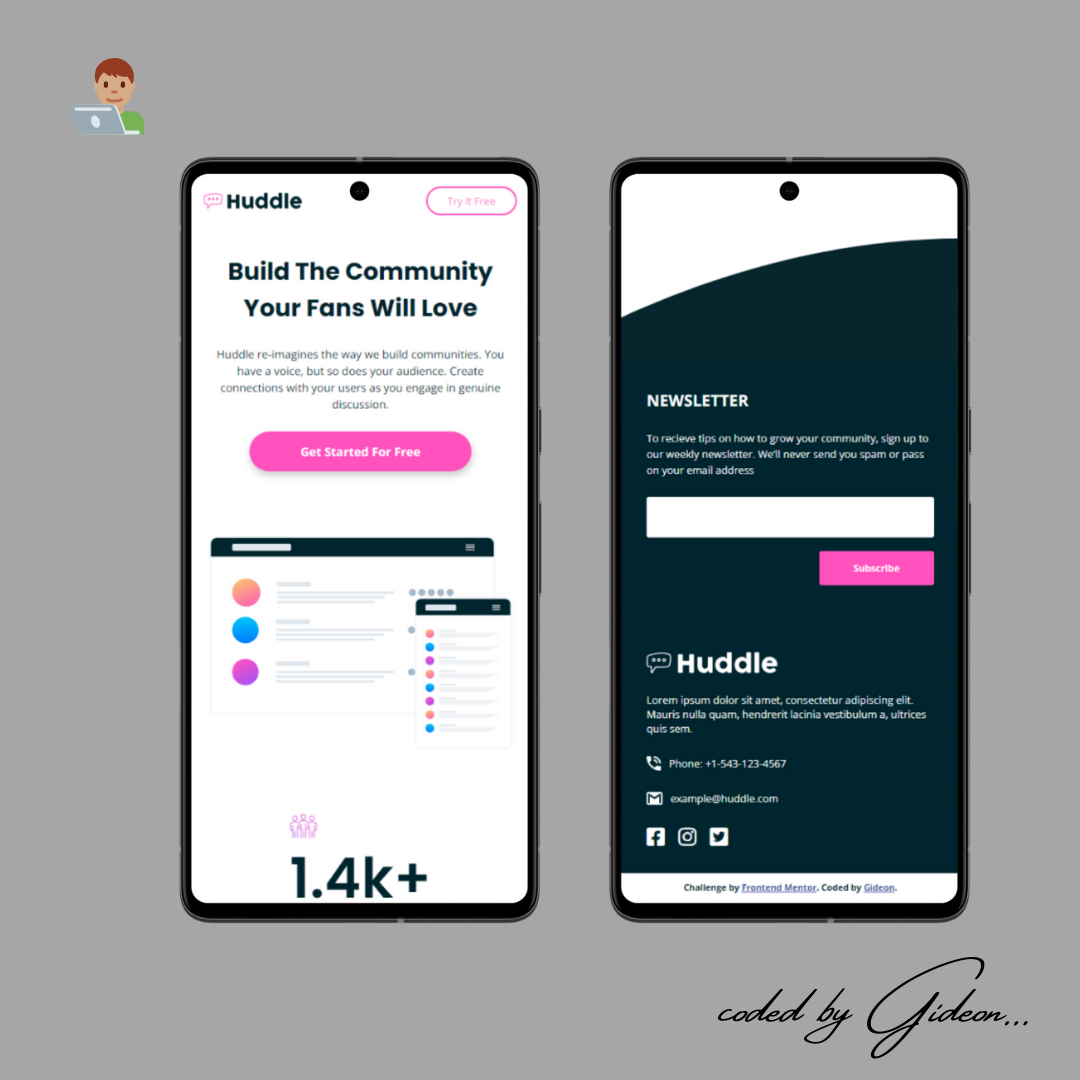 Huddle
Try it Free
Build The Community
Your Fans Will Love
Huddle re-imagines the way we build communities. You
have a voice, but so does your audience. Create
connections with your users as you engage in genuine
discussion.
Get Started For Free
1.4k+
NEWSLETTER
To recieve tips on how to grow your community, sign up to
our weekly newsletter. We'll never send you spam or pass
on your email address
Subscribe
Huddle
Lorem ipsum dolor sit amet, consectetur adipiscing elit.
Mauris nulla quam, hendrerit lacinia vestibulum a, ultrices
quis sem.
Phone: +1-543-123-4567
example@huddle.com
Challenge by Frontend Mentor. Coded by Gideon.
coded by Gideon...